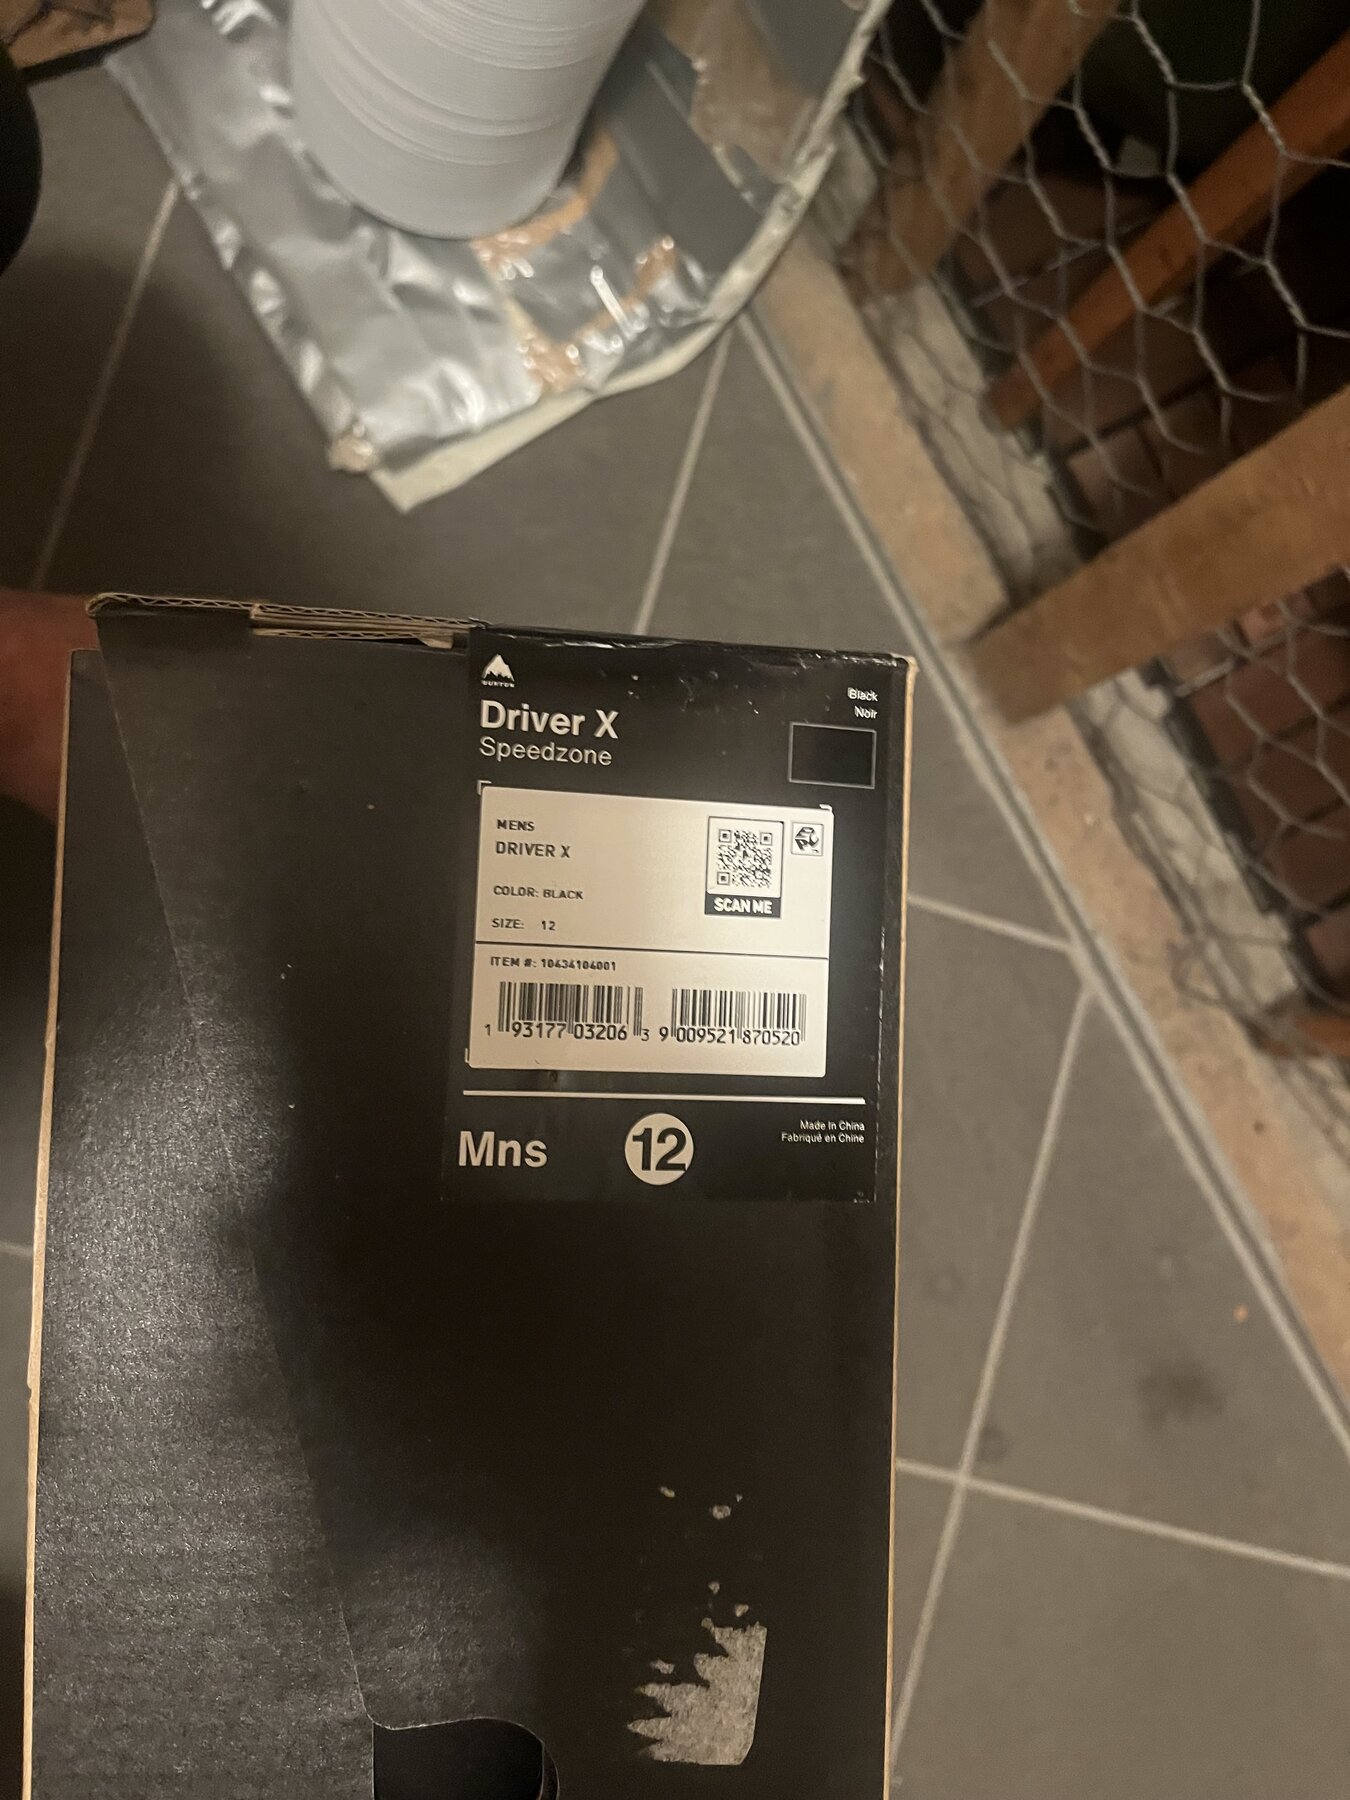 BURTON
Driver X
Speedzone
Black
Noir
MENS
DRIVER X
COLOR: BLACK
SIZE: 12
SCAN ME
ITEM #: 10434104001
1 93177 03206 3
9 009521 870520
Mns
12
Made In China
Fabriqué en Chine